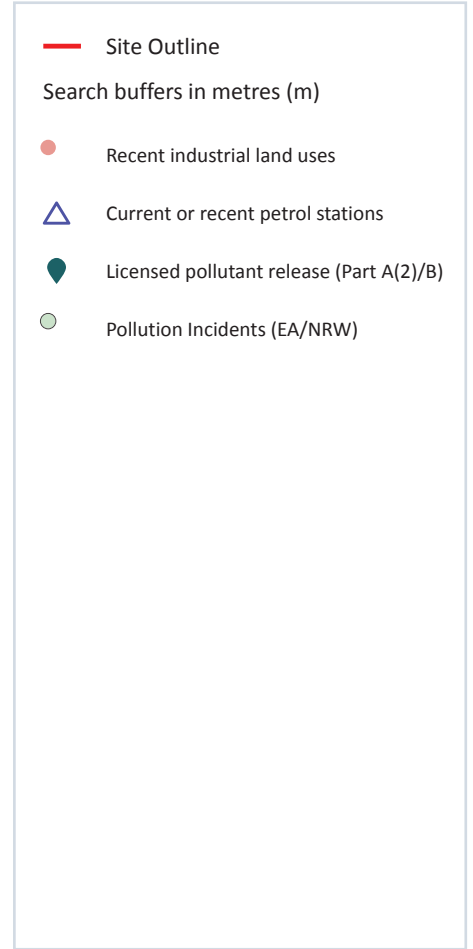 Site Outline
Search buffers in metres (m)
Recent industrial land uses
Current or recent petrol stations
Licensed pollutant release (Part A(2)/B)
Pollution Incidents (EA/NRW)